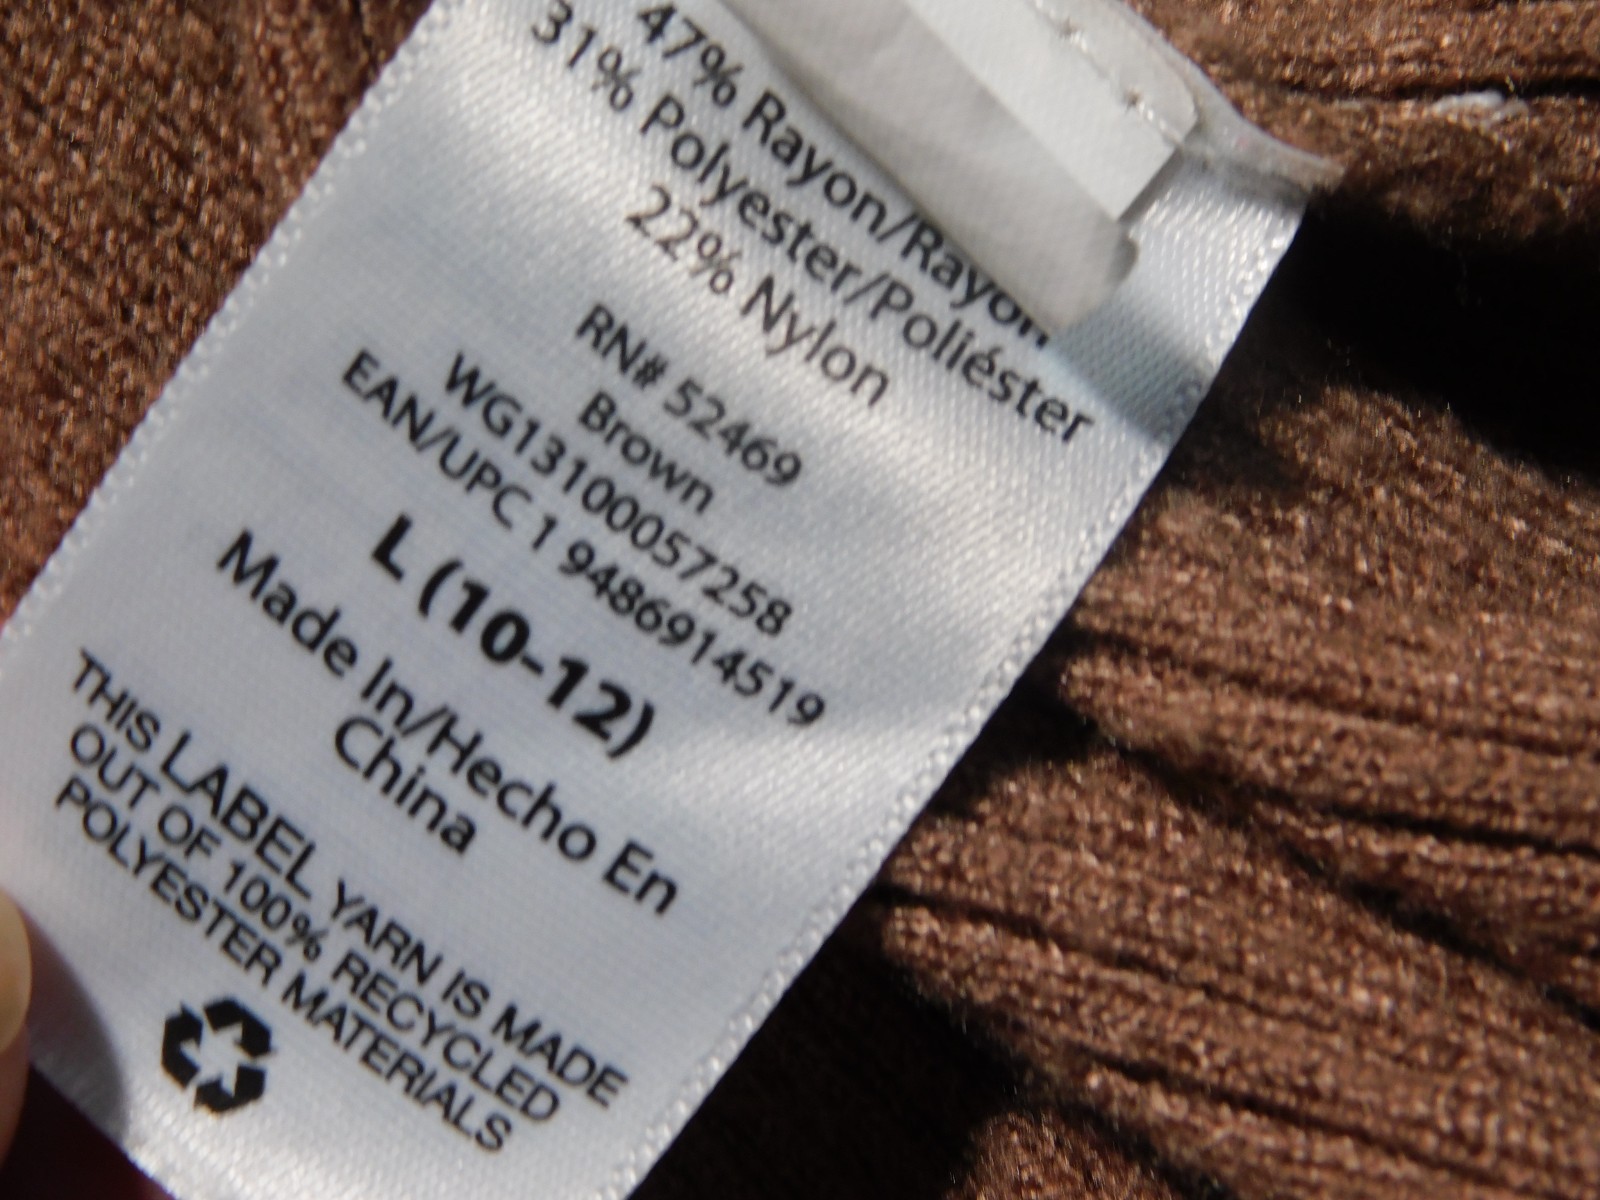 47% Rayon/Rayon
31% Polyester/Poliéster
22% Nylon
RN# 52469
Brown
WG1310057258
EAN/UPC 1 9486914519
L (10-12)
Made In/Hecho En
China
THIS LABEL YARN IS MADE
OUT OF 100% RECYCLED
POLYESTER MATERIALS